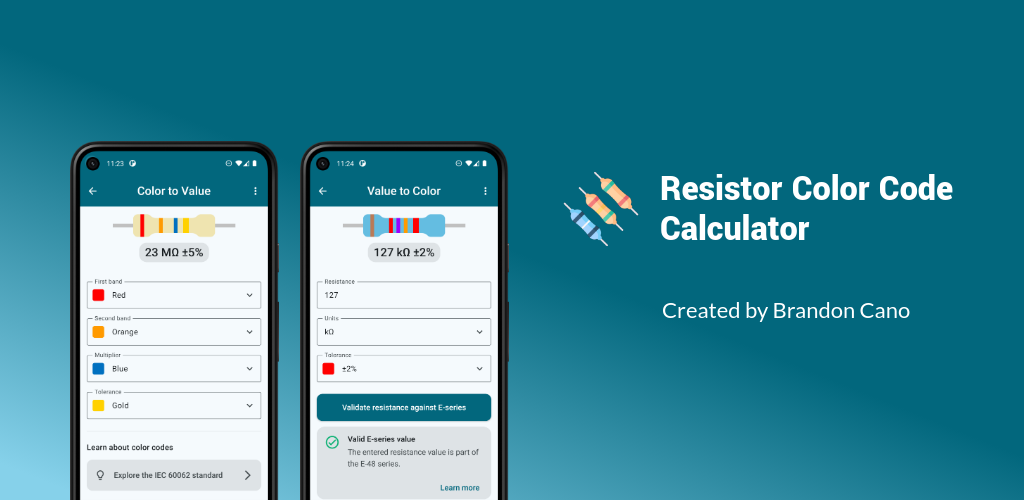 11:23
Color to Value
23 MΩ ±5%
First band
Red
Second band
Orange
Multiplier
Blue
Tolerance
Gold
Learn about color codes
Explore the IEC 60062 standard
11:24
Value to Color
127 kΩ ±2%
Resistance
127
Units
kΩ
Tolerance
±2%
Validate resistance against E-series
Valid E-series value
The entered resistance value is part of
the E-48 series.
Learn more
Resistor Color Code
Calculator
Created by Brandon Cano